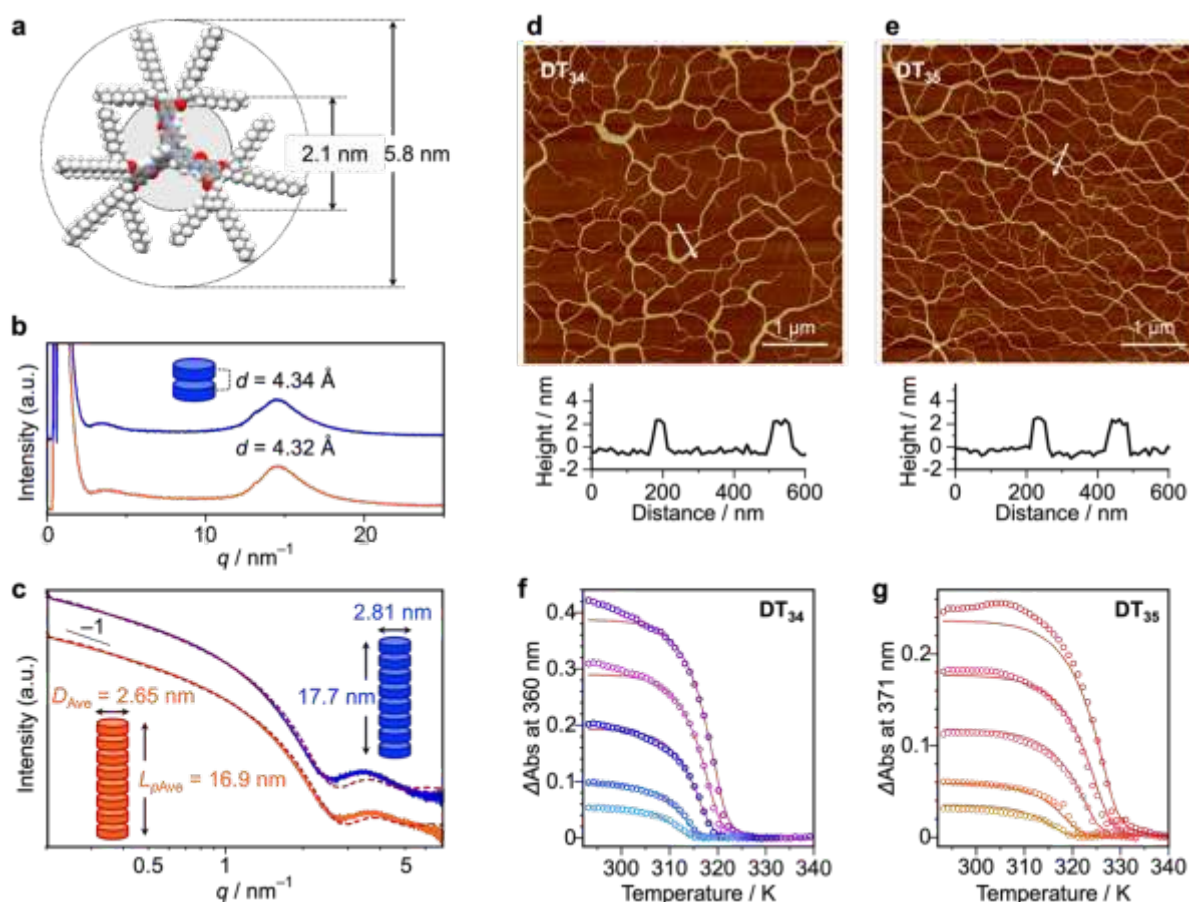 a
2.1 nm
5.8 nm
b
Intensity (a.u.)
d = 4.34 Å
d = 4.32 Å
0
10
20
q / nm⁻¹
c
Intensity (a.u.)
–1
2.81 nm
17.7 nm
D_Ave = 2.65 nm
L_pAve = 16.9 nm
0.5
1
5
q / nm⁻¹
d
DT₃₄
1 µm
Height / nm
4
2
0
-2
0
200
400
600
Distance / nm
e
DT₃₅
1 µm
Height / nm
4
2
0
-2
0
200
400
600
Distance / nm
f
DT₃₄
ΔAbs at 360 nm
0.4
0.3
0.2
0.1
0
300
310
320
330
340
Temperature / K
g
DT₃₅
ΔAbs at 371 nm
0.2
0.1
0
300
310
320
330
340
Temperature / K